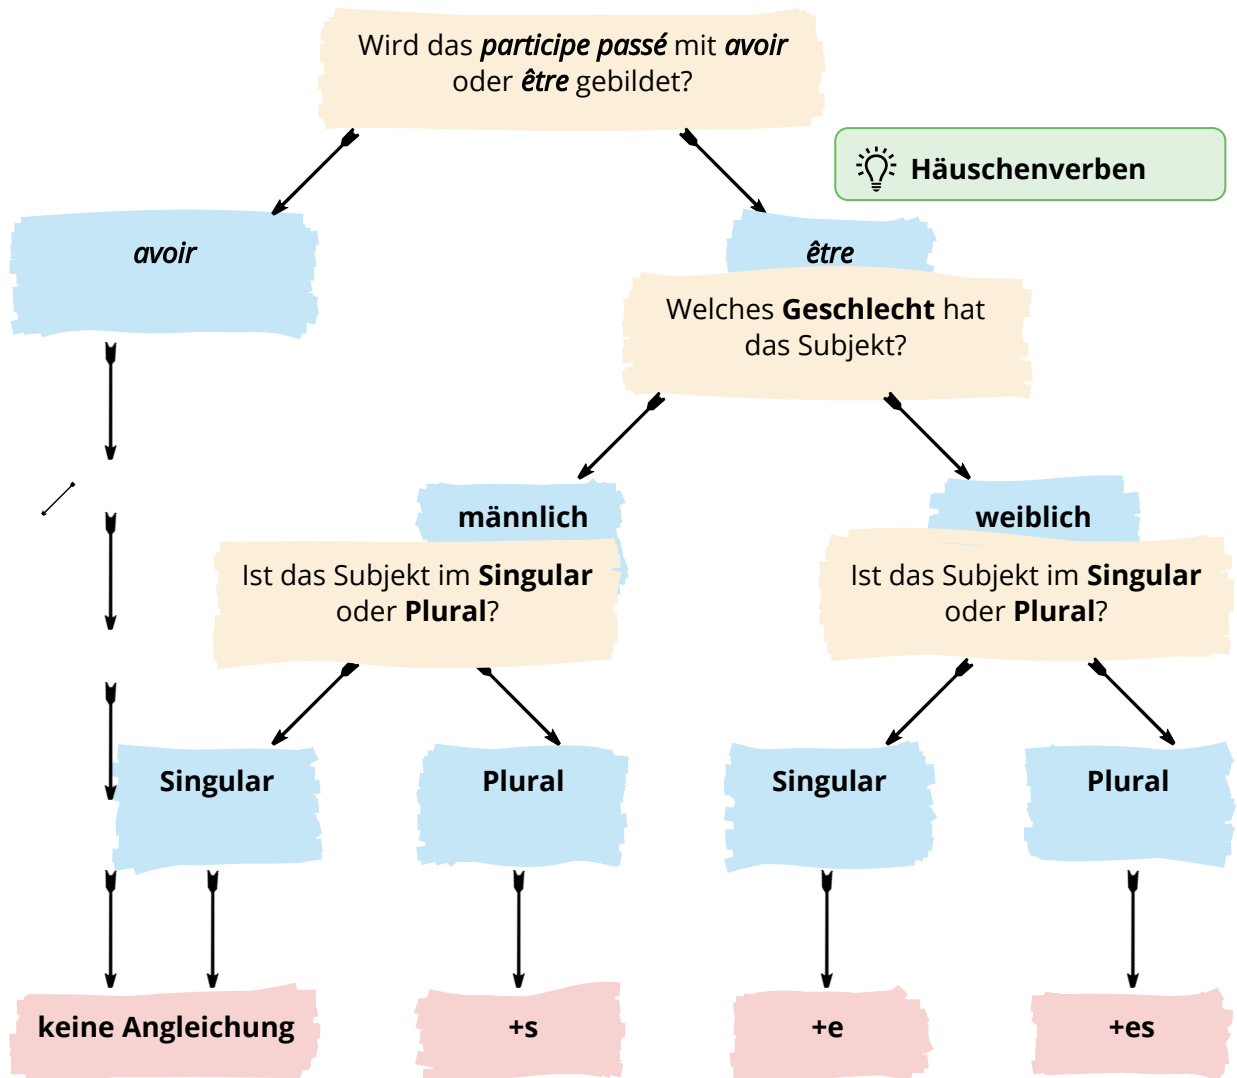 Wird das participe passé mit avoir
oder être gebildet?
Häuschenverben
avoir
être
Welches Geschlecht hat
das Subjekt?
männlich
weiblich
Ist das Subjekt im Singular
oder Plural?
Ist das Subjekt im Singular
oder Plural?
Singular
Plural
Singular
Plural
keine Angleichung
+s
+e
+es